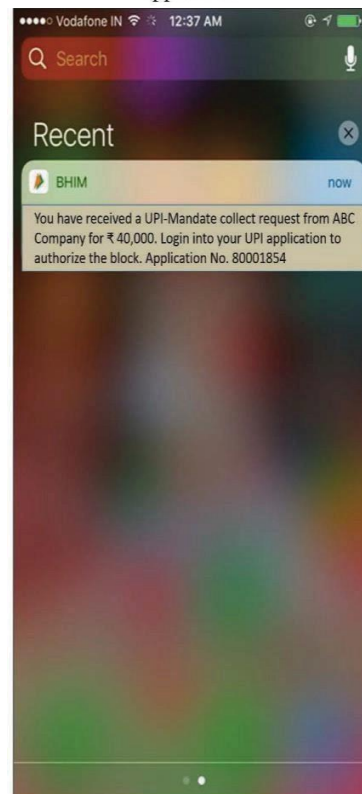 Vodafone IN 12:37 AM
Search
Recent
BHIM now
You have received a UPI-Mandate collect request from ABC
Company for ₹ 40,000. Login into your UPI application to
authorize the block. Application No. 80001854